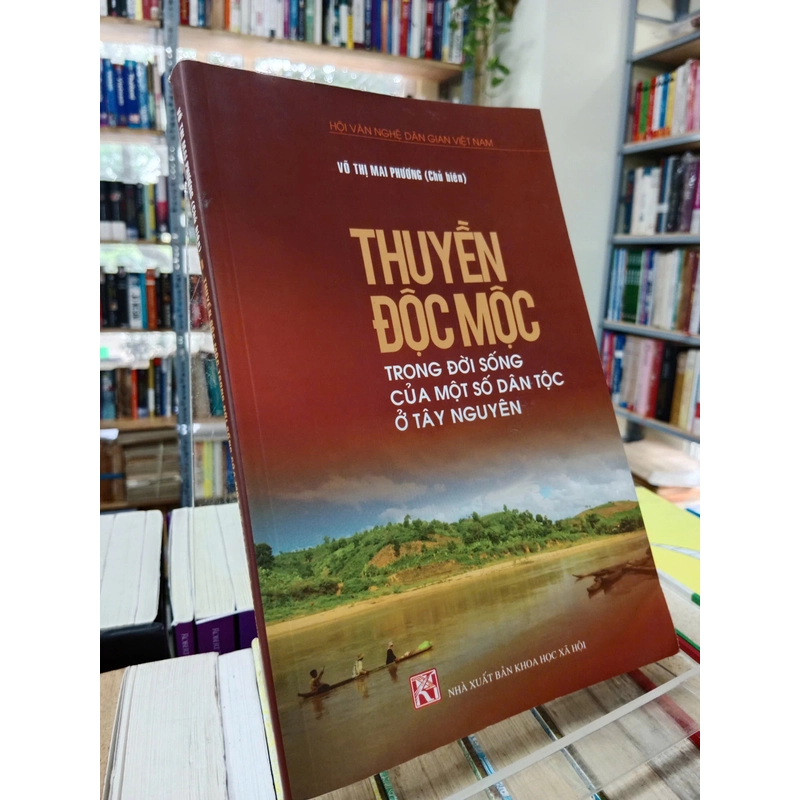 HỘI VĂN NGHỆ DÂN GIAN VIỆT NAM
VÕ THỊ MAI PHƯƠNG (Chủ biên)
THUYỀN
ĐỘC MỘC
TRONG ĐỜI SỐNG
CỦA MỘT SỐ DÂN TỘC
Ở TÂY NGUYÊN
NHÀ XUẤT BẢN KHOA HỌC XÃ HỘI